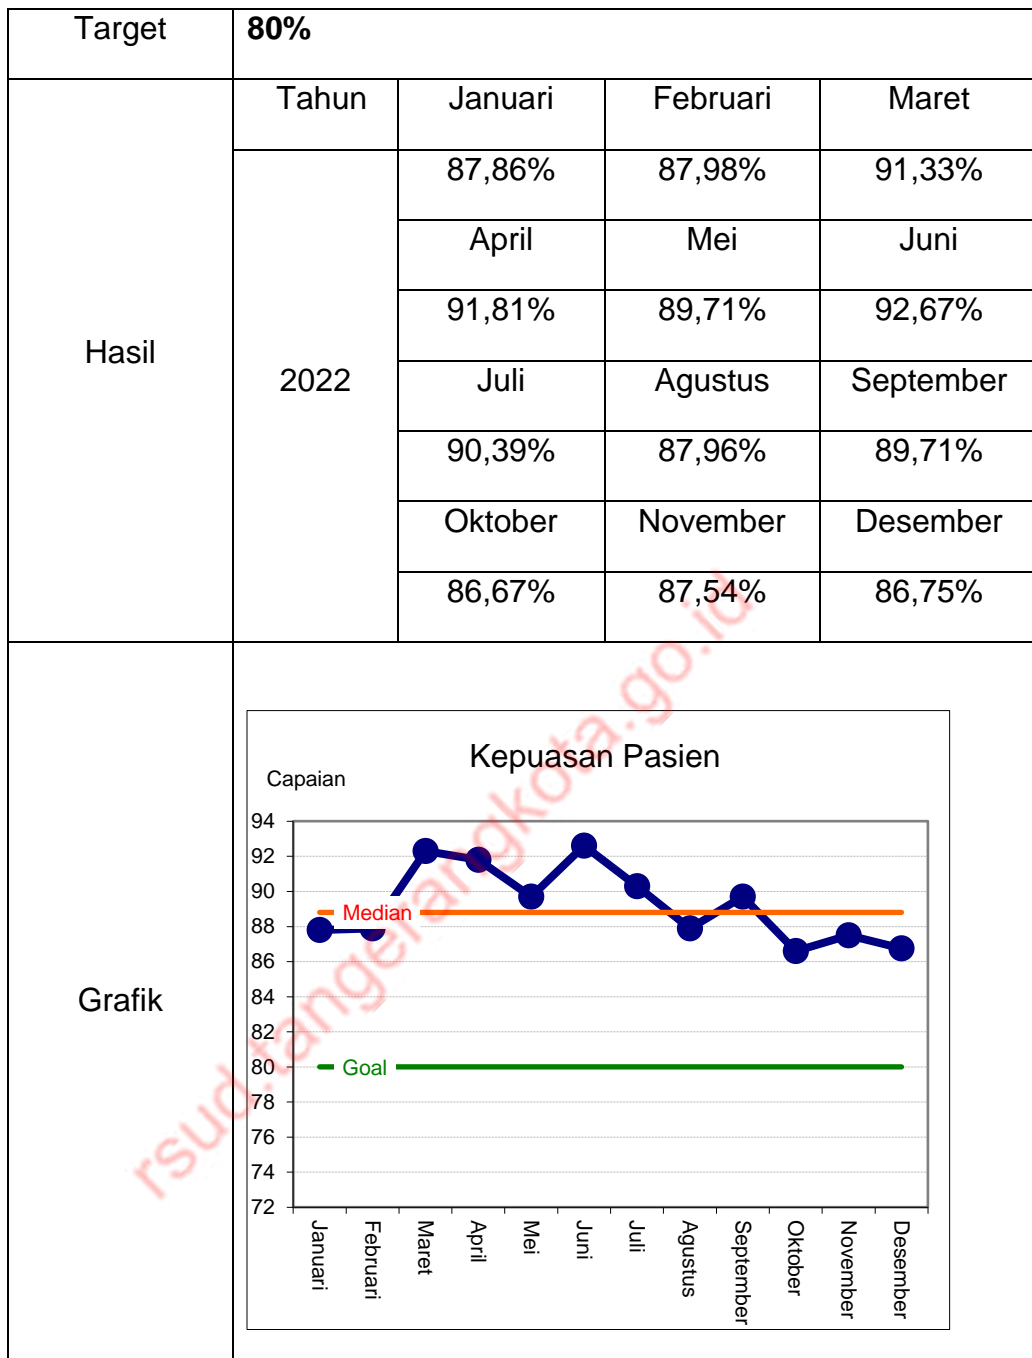 Target 80%
Tahun Januari Februari Maret
87,86% 87,98% 91,33%
April Mei Juni
91,81% 89,71% 92,67%
Hasil
2022 Juli Agustus September
90,39% 87,96% 89,71%
Oktober November Desember
86,67% 87,54% 86,75%
Grafik
Kepuasan Pasien
Capaian
94
92
90
88
86
84
82
80
78
76
74
72
Median
Goal
Januari
Februari
Maret
April
Mei
Juni
Juli
Agustus
September
Oktober
November
Desember
rsud.tangerangkota.go.id